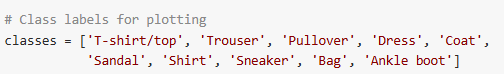 # Class labels for plotting
classes = ['T-shirt/top', 'Trouser', 'Pullover', 'Dress', 'Coat',
'Sandal', 'Shirt', 'Sneaker', 'Bag', 'Ankle boot']